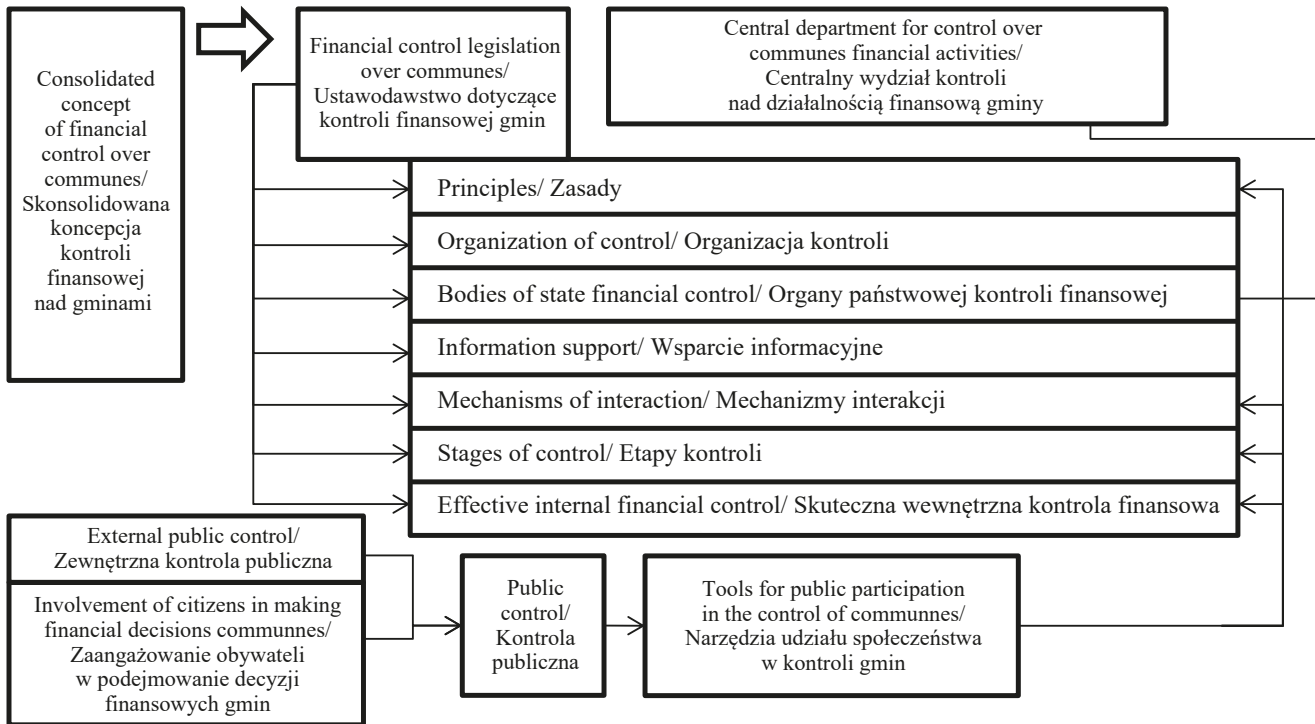 Consolidated
concept
of financial
control over
communes/
Skonsolidowana
koncepcja
kontroli
finansowej
nad gminami
Financial control legislation
over communes/
Ustawodawstwo dotyczące
kontroli finansowej gmin
Central department for control over
communes financial activities/
Centralny wydział kontroli
nad działalnością finansową gminy
Principles/ Zasady
Organization of control/ Organizacja kontroli
Bodies of state financial control/ Organy państwowej kontroli finansowej
Information support/ Wsparcie informacyjne
Mechanisms of interaction/ Mechanizmy interakcji
Stages of control/ Etapy kontroli
Effective internal financial control/ Skuteczna wewnętrzna kontrola finansowa
External public control/
Zewnętrzna kontrola publiczna
Involvement of citizens in making
financial decisions communnes/
Zaangażowanie obywateli
w podejmowanie decyzji
finansowych gmin
Public
control/
Kontrola
publiczna
Tools for public participation
in the control of communnes/
Narzędzia udziału społeczeństwa
w kontroli gmin